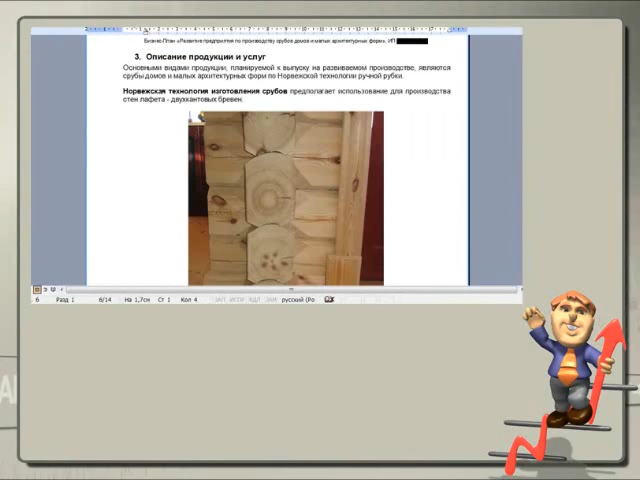 Бизнес-План «Развитие предприятия по производству срубов домов и малых архитектурных форм». ИП
3. Описание продукции и услуг
Основными видами продукции, планируемой к выпуску на развиваемом производстве, являются
срубы домов и малых архитектурных форм по Норвежской технологии ручной рубки.
Норвежская технология изготовления срубов предполагает использование для производства
стен лафета - двухкантовых бревен.
6 Разд 1 6/14 На 1,7см Ст 1 Кол 4 ЗАП ИСПР ВДЛ ЗАМ русский (Ро